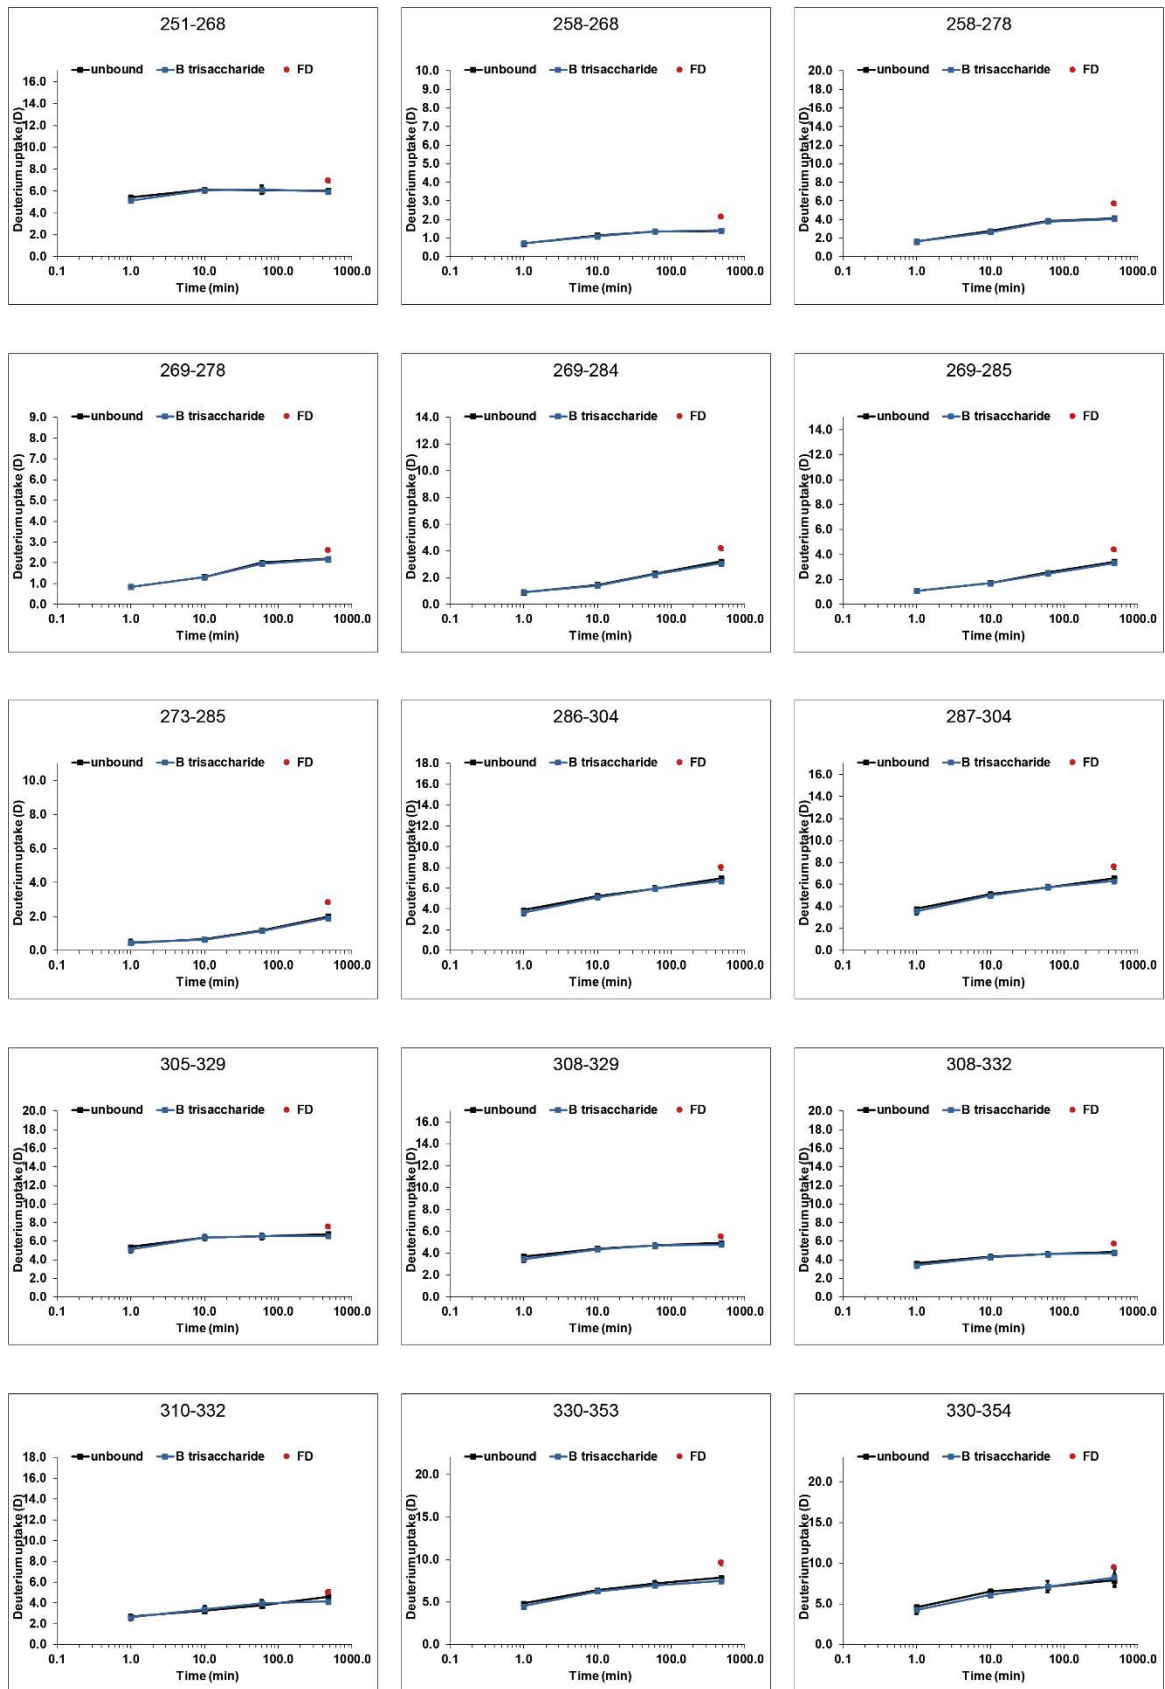 251-268
unbound B trisaccharide FD
Deuterium uptake (D)
16.0
14.0
12.0
10.0
8.0
6.0
4.0
2.0
0.0
0.1 1.0 10.0 100.0 1000.0
Time (min)
258-268
unbound B trisaccharide FD
Deuterium uptake (D)
10.0
9.0
8.0
7.0
6.0
5.0
4.0
3.0
2.0
1.0
0.0
0.1 1.0 10.0 100.0 1000.0
Time (min)
258-278
unbound B trisaccharide FD
Deuterium uptake (D)
20.0
18.0
16.0
14.0
12.0
10.0
8.0
6.0
4.0
2.0
0.0
0.1 1.0 10.0 100.0 1000.0
Time (min)
269-278
unbound B trisaccharide FD
Deuterium uptake (D)
9.0
8.0
7.0
6.0
5.0
4.0
3.0
2.0
1.0
0.0
0.1 1.0 10.0 100.0 1000.0
Time (min)
269-284
unbound B trisaccharide FD
Deuterium uptake (D)
14.0
12.0
10.0
8.0
6.0
4.0
2.0
0.0
0.1 1.0 10.0 100.0 1000.0
Time (min)
269-285
unbound B trisaccharide FD
Deuterium uptake (D)
14.0
12.0
10.0
8.0
6.0
4.0
2.0
0.0
0.1 1.0 10.0 100.0 1000.0
Time (min)
273-285
unbound B trisaccharide FD
Deuterium uptake (D)
10.0
8.0
6.0
4.0
2.0
0.0
0.1 1.0 10.0 100.0 1000.0
Time (min)
286-304
unbound B trisaccharide FD
Deuterium uptake (D)
18.0
16.0
14.0
12.0
10.0
8.0
6.0
4.0
2.0
0.0
0.1 1.0 10.0 100.0 1000.0
Time (min)
287-304
unbound B trisaccharide FD
Deuterium uptake (D)
16.0
14.0
12.0
10.0
8.0
6.0
4.0
2.0
0.0
0.1 1.0 10.0 100.0 1000.0
Time (min)
305-329
unbound B trisaccharide FD
Deuterium uptake (D)
20.0
18.0
16.0
14.0
12.0
10.0
8.0
6.0
4.0
2.0
0.0
0.1 1.0 10.0 100.0 1000.0
Time (min)
308-329
unbound B trisaccharide FD
Deuterium uptake (D)
16.0
14.0
12.0
10.0
8.0
6.0
4.0
2.0
0.0
0.1 1.0 10.0 100.0 1000.0
Time (min)
308-332
unbound B trisaccharide FD
Deuterium uptake (D)
20.0
18.0
16.0
14.0
12.0
10.0
8.0
6.0
4.0
2.0
0.0
0.1 1.0 10.0 100.0 1000.0
Time (min)
310-332
unbound B trisaccharide FD
Deuterium uptake (D)
18.0
16.0
14.0
12.0
10.0
8.0
6.0
4.0
2.0
0.0
0.1 1.0 10.0 100.0 1000.0
Time (min)
330-353
unbound B trisaccharide FD
Deuterium uptake (D)
20.0
15.0
10.0
5.0
0.0
0.1 1.0 10.0 100.0 1000.0
Time (min)
330-354
unbound B trisaccharide FD
Deuterium uptake (D)
20.0
15.0
10.0
5.0
0.0
0.1 1.0 10.0 100.0 1000.0
Time (min)